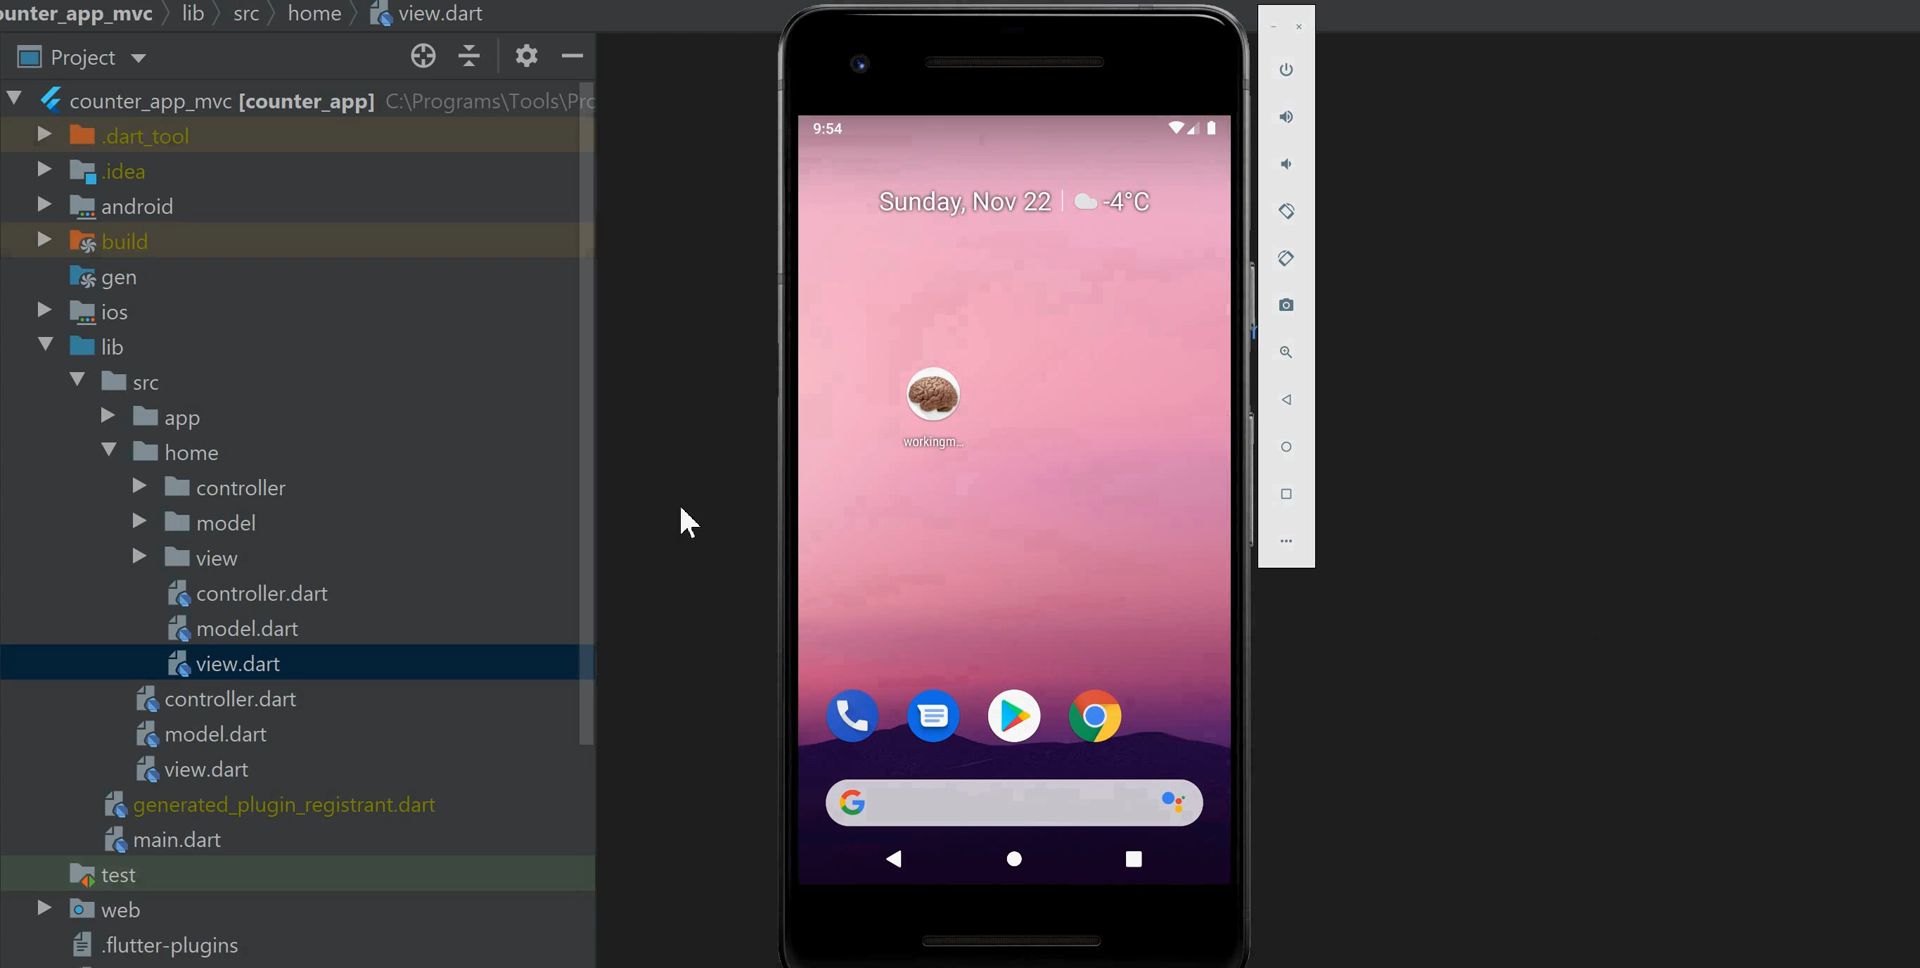 ounter_app_mvc lib src home view.dart
Project
counter_app_mvc [counter_app] C:\Programs\Tools\Prc
.dart_tool
.idea
android
build
gen
ios
lib
src
app
home
controller
model
view
controller.dart
model.dart
view.dart
controller.dart
model.dart
view.dart
generated_plugin_registrant.dart
main.dart
test
web
.flutter-plugins
9:54
Sunday, Nov 22 -4°C
workingm...